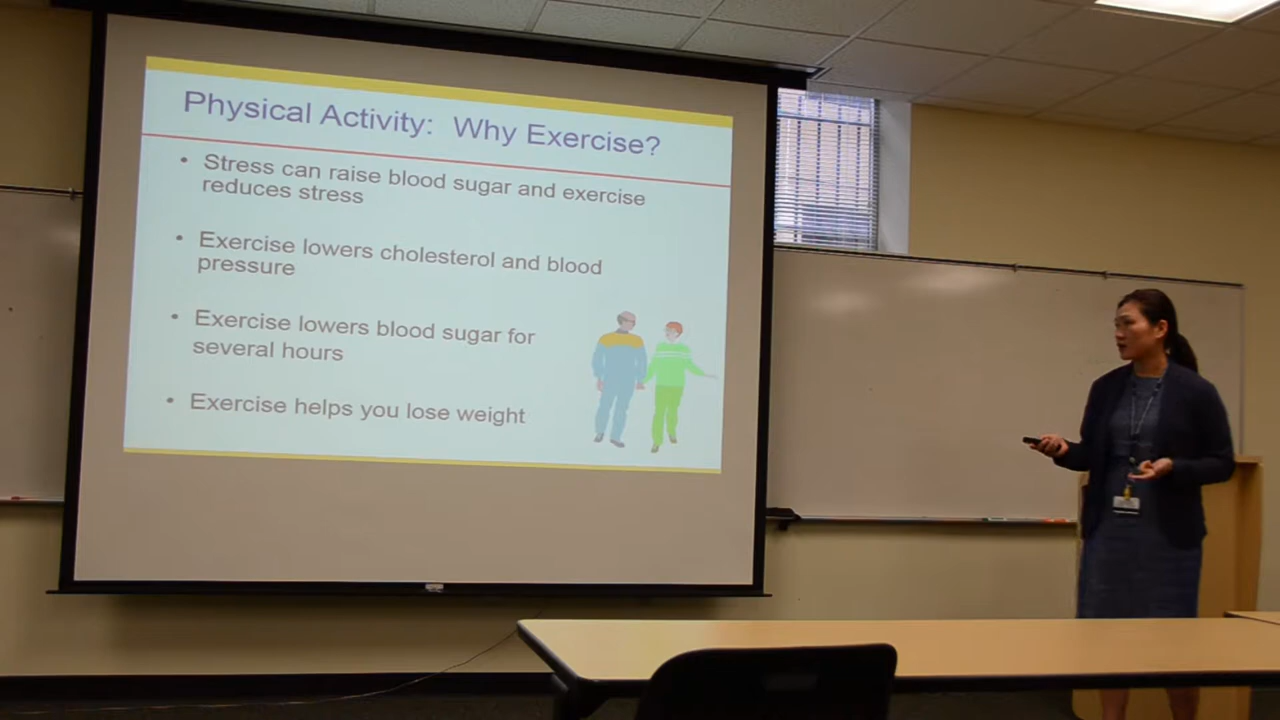 Physical Activity: Why Exercise?
• Stress can raise blood sugar and exercise
reduces stress
• Exercise lowers cholesterol and blood
pressure
• Exercise lowers blood sugar for
several hours
• Exercise helps you lose weight